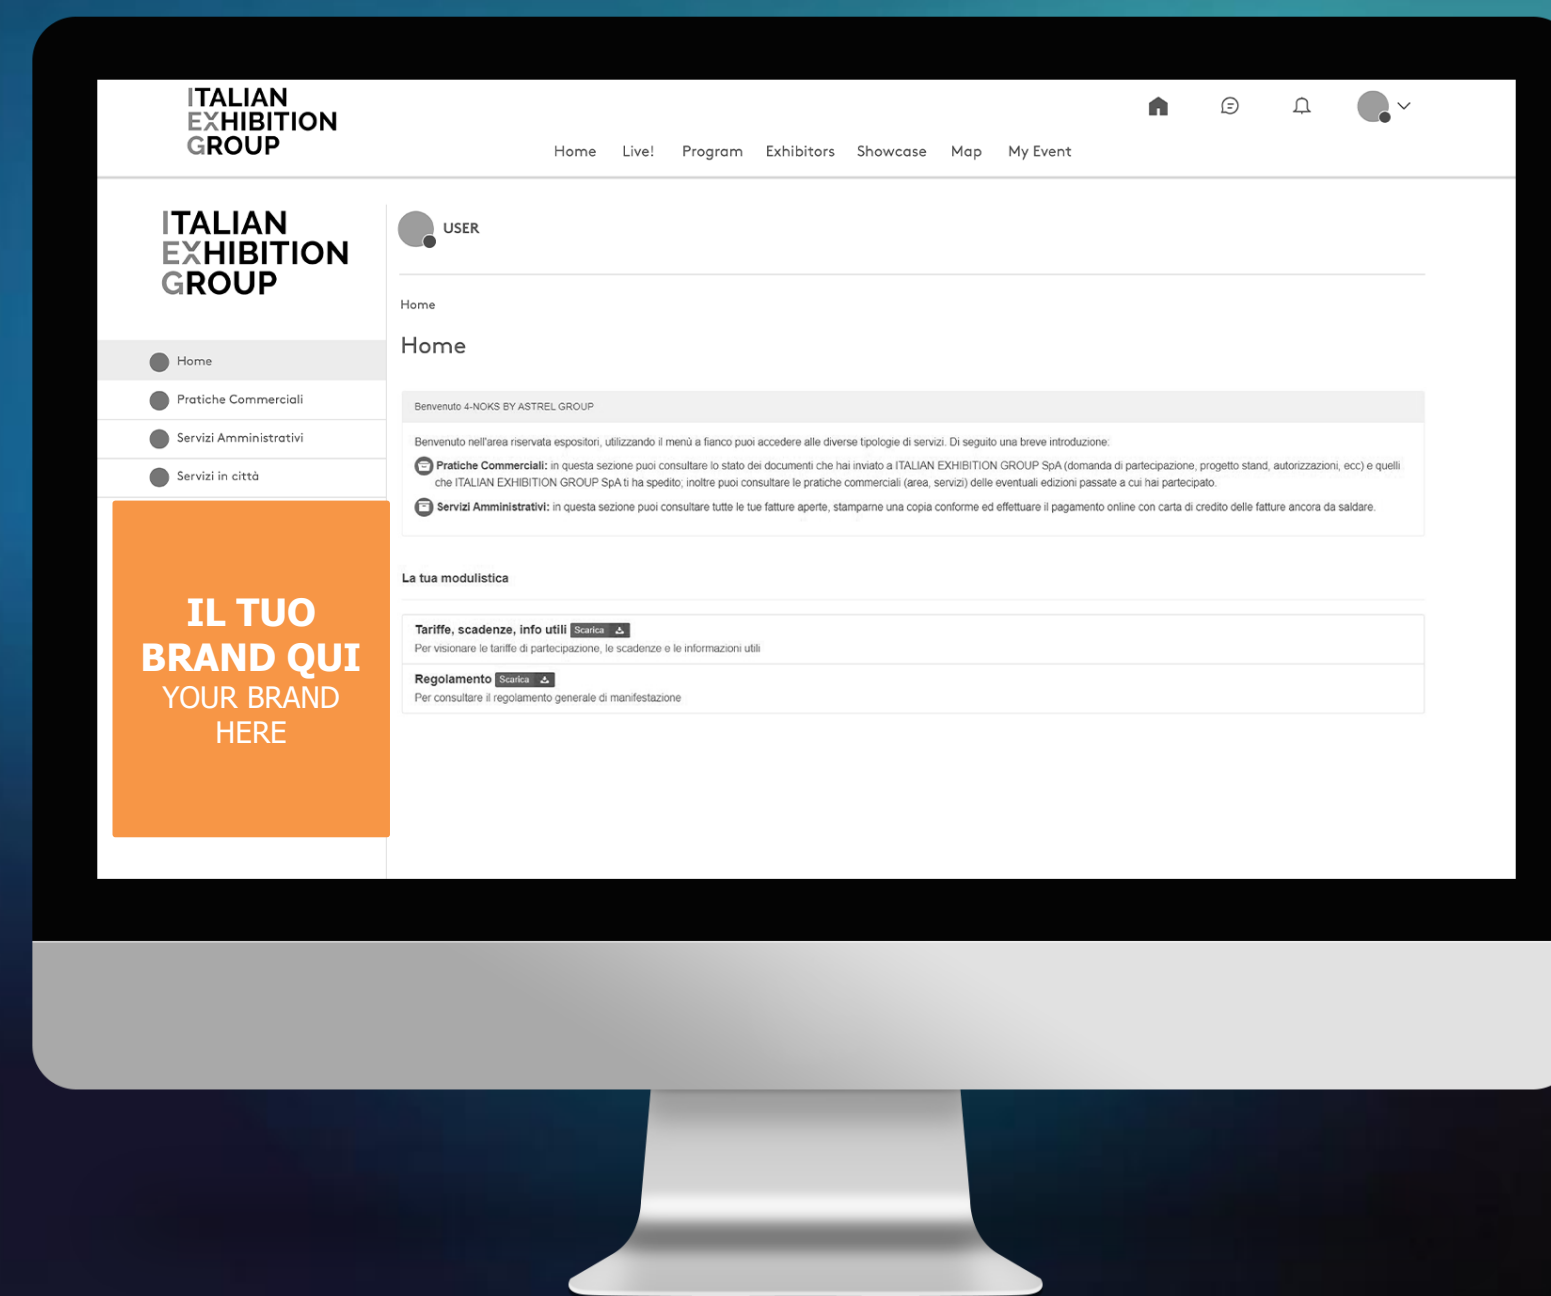 ITALIAN
EXHIBITION
GROUP
Home Live! Program Exhibitors Showcase Map My Event
ITALIAN
EXHIBITION
GROUP
USER
Home
Home
Home
Pratiche Commerciali
Servizi Amministrativi
Servizi in città
Benvenuto 4-NOKS BY ASTREL GROUP
Benvenuto nell'area riservata espositori, utilizzando il menù a fianco puoi accedere alle diverse tipologie di servizi. Di seguito una breve introduzione:
Pratiche Commerciali: in questa sezione puoi consultare lo stato dei documenti che hai inviato a ITALIAN EXHIBITION GROUP SpA (domanda di partecipazione, progetto stand, autorizzazioni, ecc) e quelli
che ITALIAN EXHIBITION GROUP SpA ti ha spedito; inoltre puoi consultare le pratiche commerciali (area, servizi) delle eventuali edizioni passate a cui hai partecipato.
Servizi Amministrativi: in questa sezione puoi consultare tutte le tue fatture aperte, stamparne una copia conforme ed effettuare il pagamento online con carta di credito delle fatture ancora da saldare.
La tua modulistica
Tariffe, scadenze, info utili Scarica
Per visionare le tariffe di partecipazione, le scadenze e le informazioni utili
Regolamento Scarica
Per consultare il regolamento generale di manifestazione
IL TUO
BRAND QUI
YOUR BRAND
HERE